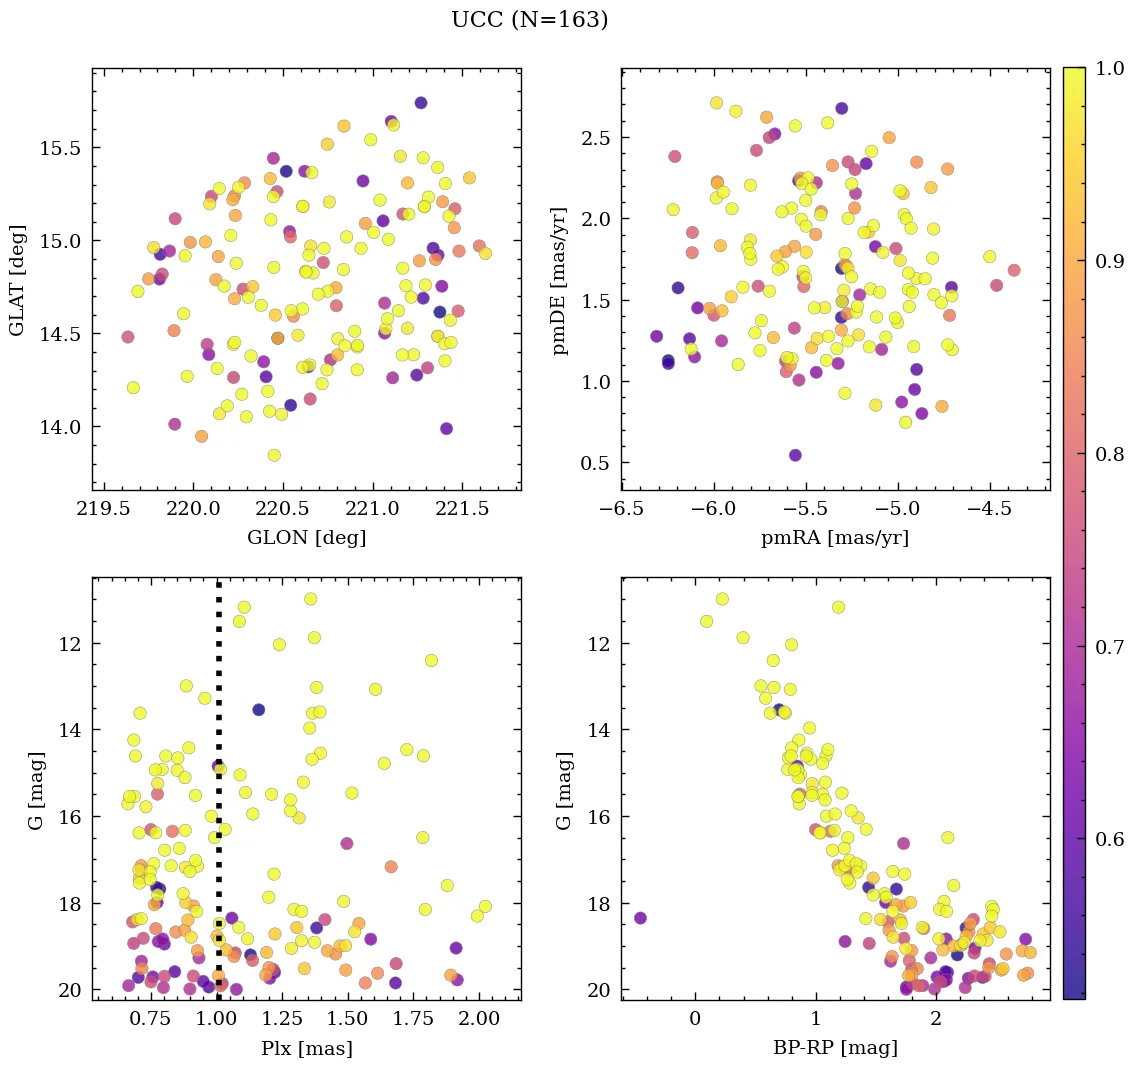 UCC (N=163)
15.5
15.0
14.5
14.0
GLAT [deg]
219.5 220.0 220.5 221.0 221.5
GLON [deg]
2.5
2.0
1.5
1.0
0.5
pmDE [mas/yr]
−6.5 −6.0 −5.5 −5.0 −4.5
pmRA [mas/yr]
1.0
0.9
0.8
0.7
0.6
12
14
16
18
20
G [mag]
0.75 1.00 1.25 1.50 1.75 2.00
Plx [mas]
12
14
16
18
20
G [mag]
0 1 2
BP-RP [mag]